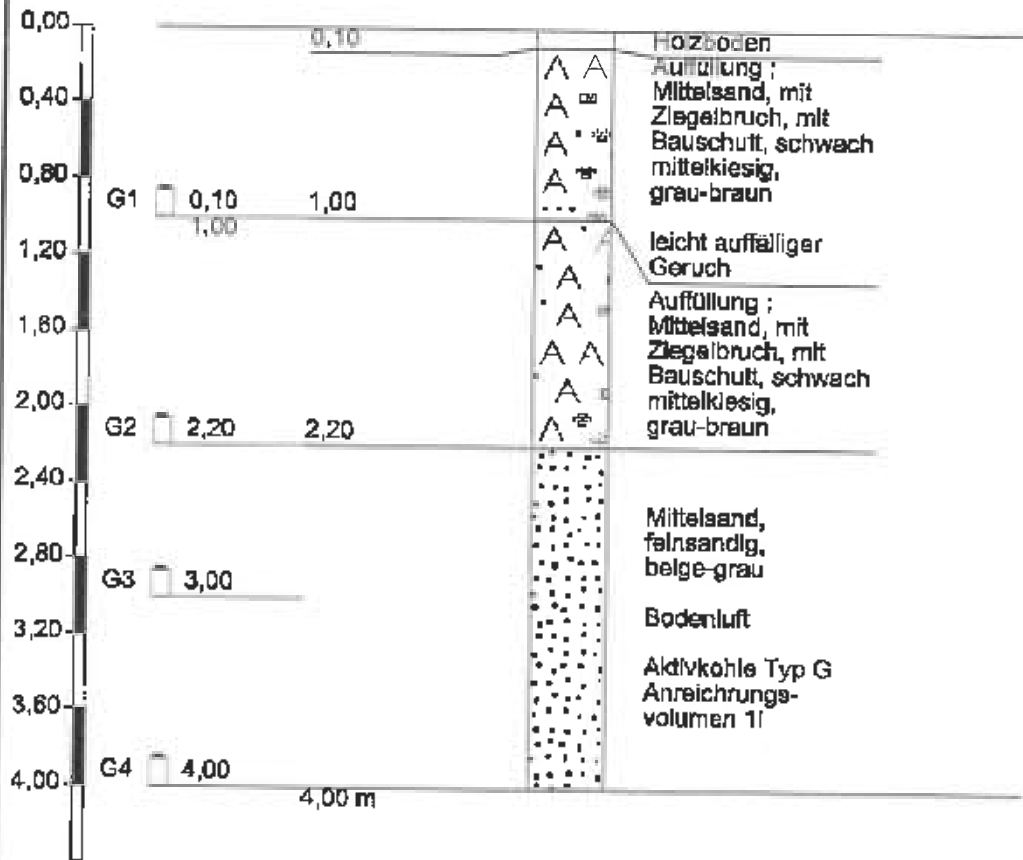 0,00
0,10
Holzboden
Auffüllung ;
0,40
Mittelsand, mit
Ziegelbruch, mit
Bauschutt, schwach
0,80
mittelkiesig,
grau-braun
G1 0,10 1,00
1,00
1,20
leicht auffälliger
Geruch
Auffüllung ;
1,60
Mittelsand, mit
Ziegelbruch, mit
Bauschutt, schwach
2,00
mittelkiesig,
grau-braun
G2 2,20 2,20
2,40
Mittelsand,
feinsandig,
2,80
beige-grau
G3 3,00
3,20
Bodenluft
Aktivkohle Typ G
Anreichrungs-
3,60
volumen 1l
G4 4,00
4,00
4,00 m